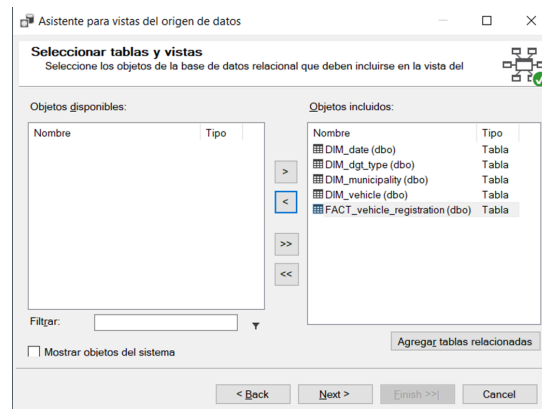 Asistente para vistas del origen de datos
Seleccionar tablas y vistas
Seleccione los objetos de la base de datos relacional que deben incluirse en la vista del
Objetos disponibles:
Nombre Tipo
Objetos incluidos:
Nombre Tipo
DIM_date (dbo) Tabla
DIM_dgt_type (dbo) Tabla
DIM_municipality (dbo) Tabla
DIM_vehicle (dbo) Tabla
FACT_vehicle_registration (dbo) Tabla
>
<
>>
<<
Filtrar:
Agregar tablas relacionadas
Mostrar objetos del sistema
< Back Next > Finish >>| Cancel